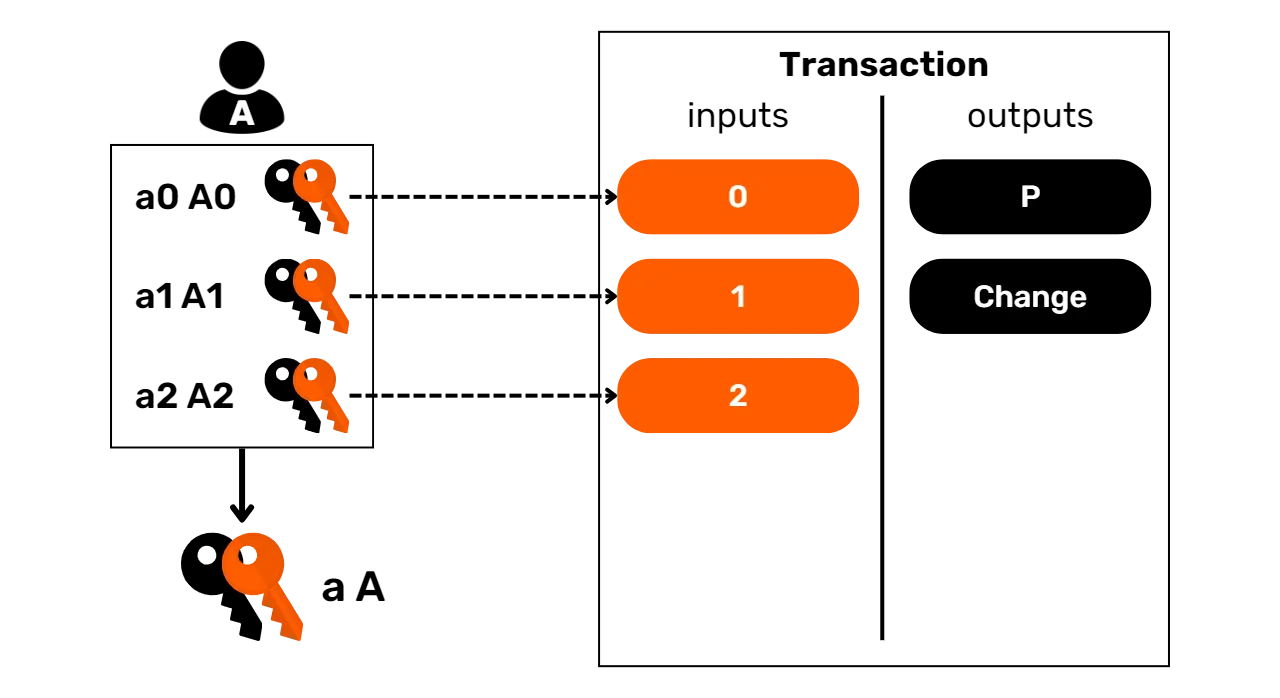 A
a0 A0
a1 A1
a2 A2
a A
Transaction
inputs
outputs
0
P
1
Change
2